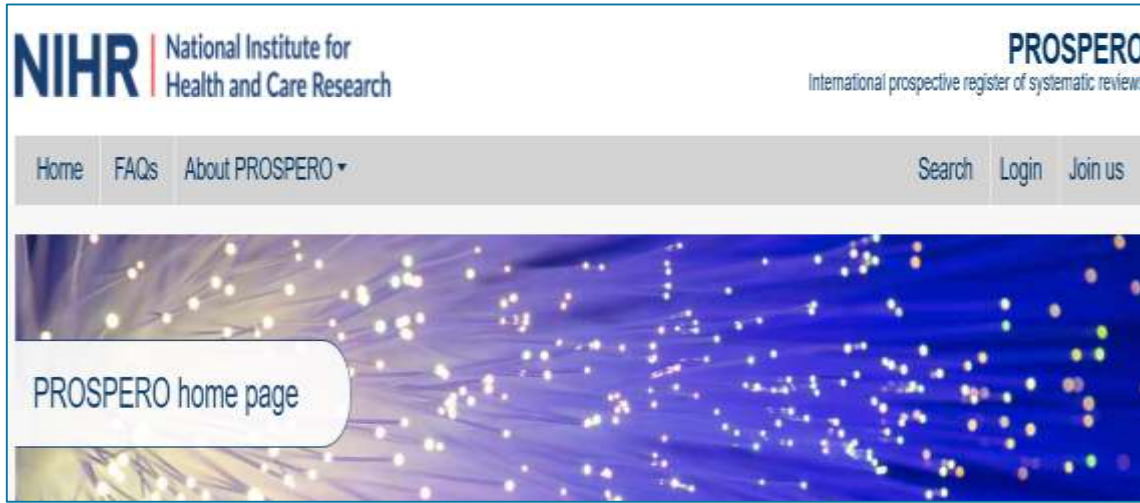 NIHR | National Institute for
Health and Care Research
PROSPERO
International prospective register of systematic reviews
Home FAQs About PROSPERO Search Login Join us
PROSPERO home page